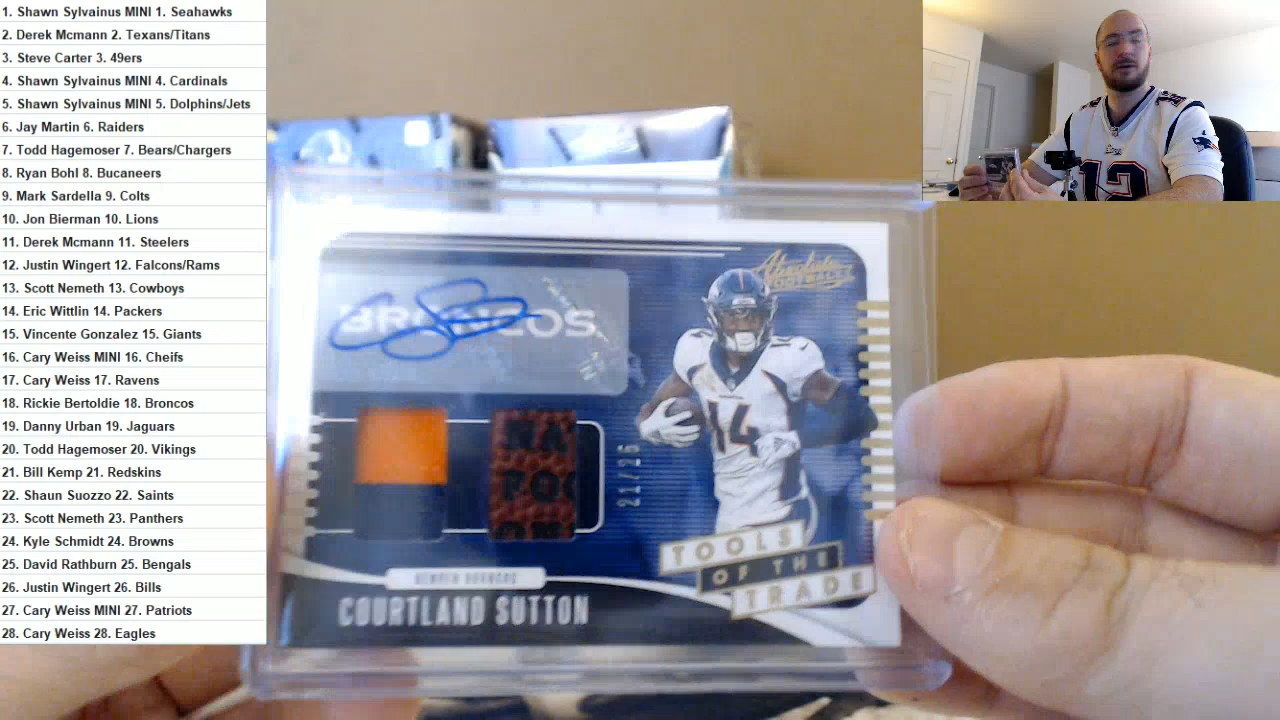 1. Shawn Sylvainus MINI 1. Seahawks
2. Derek Mcmann 2. Texans/Titans
3. Steve Carter 3. 49ers
4. Shawn Sylvainus MINI 4. Cardinals
5. Shawn Sylvainus MINI 5. Dolphins/Jets
6. Jay Martin 6. Raiders
7. Todd Hagemoser 7. Bears/Chargers
8. Ryan Bohl 8. Bucaneers
9. Mark Sardella 9. Colts
10. Jon Bierman 10. Lions
11. Derek Mcmann 11. Steelers
12. Justin Wingert 12. Falcons/Rams
13. Scott Nemeth 13. Cowboys
14. Eric Wittlin 14. Packers
15. Vincente Gonzalez 15. Giants
16. Cary Weiss MINI 16. Cheifs
17. Cary Weiss 17. Ravens
18. Rickie Bertoldie 18. Broncos
19. Danny Urban 19. Jaguars
20. Todd Hagemoser 20. Vikings
21. Bill Kemp 21. Redskins
22. Shaun Suozzo 22. Saints
23. Scott Nemeth 23. Panthers
24. Kyle Schmidt 24. Browns
25. David Rathburn 25. Bengals
26. Justin Wingert 26. Bills
27. Cary Weiss MINI 27. Patriots
28. Cary Weiss 28. Eagles
Absolute
FOOTBALL
BRONCOS
14
21/25
TOOLS
OF THE
TRADE
DENVER BRONCOS
COURTLAND SUTTON
12